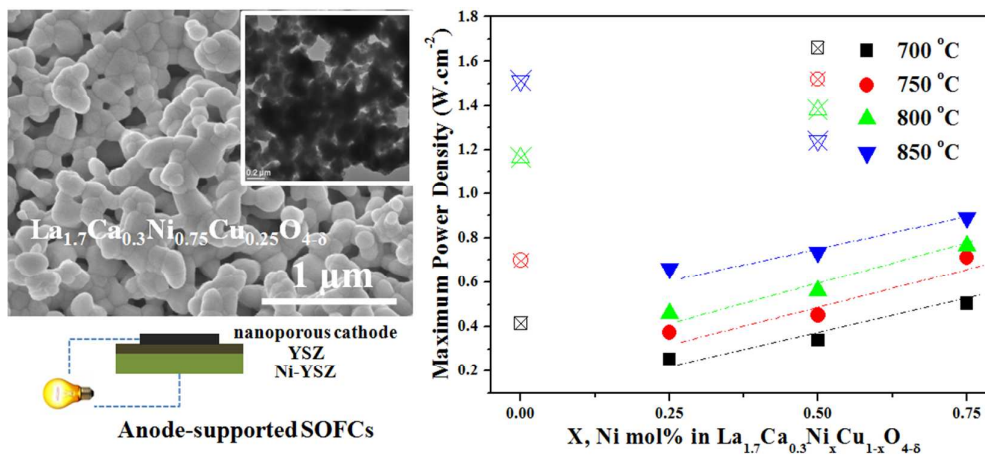 0.2 µm
La1.7Ca0.3Ni0.75Cu0.25O4-δ
1 µm
nanoporous cathode
YSZ
Ni-YSZ
Anode-supported SOFCs
Maximum Power Density (W.cm-2)
1.8
1.6
1.4
1.2
1.0
0.8
0.6
0.4
0.2
700 °C
750 °C
800 °C
850 °C
0.00
0.25
0.50
0.75
X, Ni mol% in La1.7Ca0.3NixCu1-xO4-δ